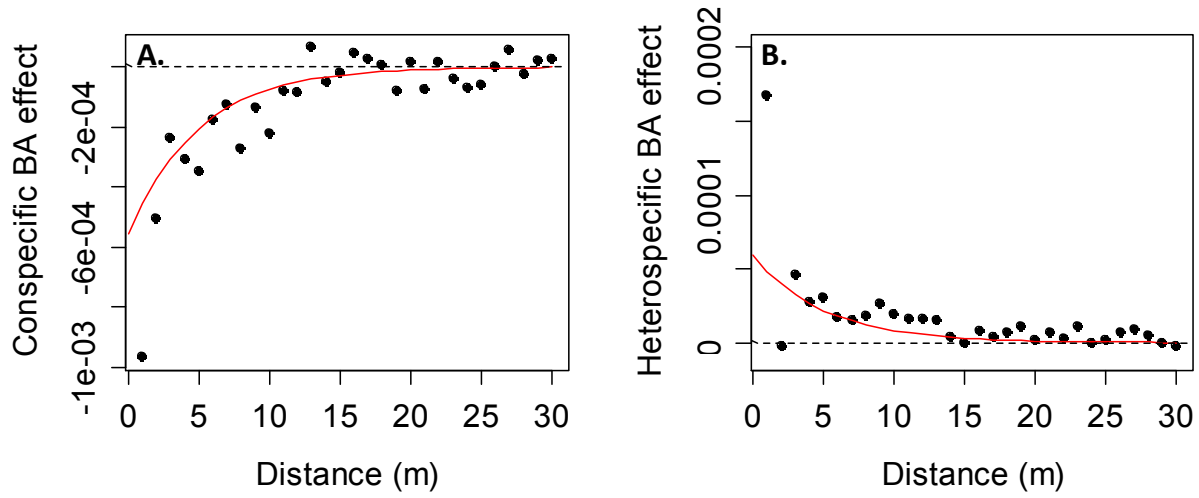 A.
Conspecific BA effect
-2e-04
-6e-04
-1e-03
0 5 10 15 20 25 30
Distance (m)
B.
Heterospecific BA effect
0.0002
0.0001
0
0 5 10 15 20 25 30
Distance (m)